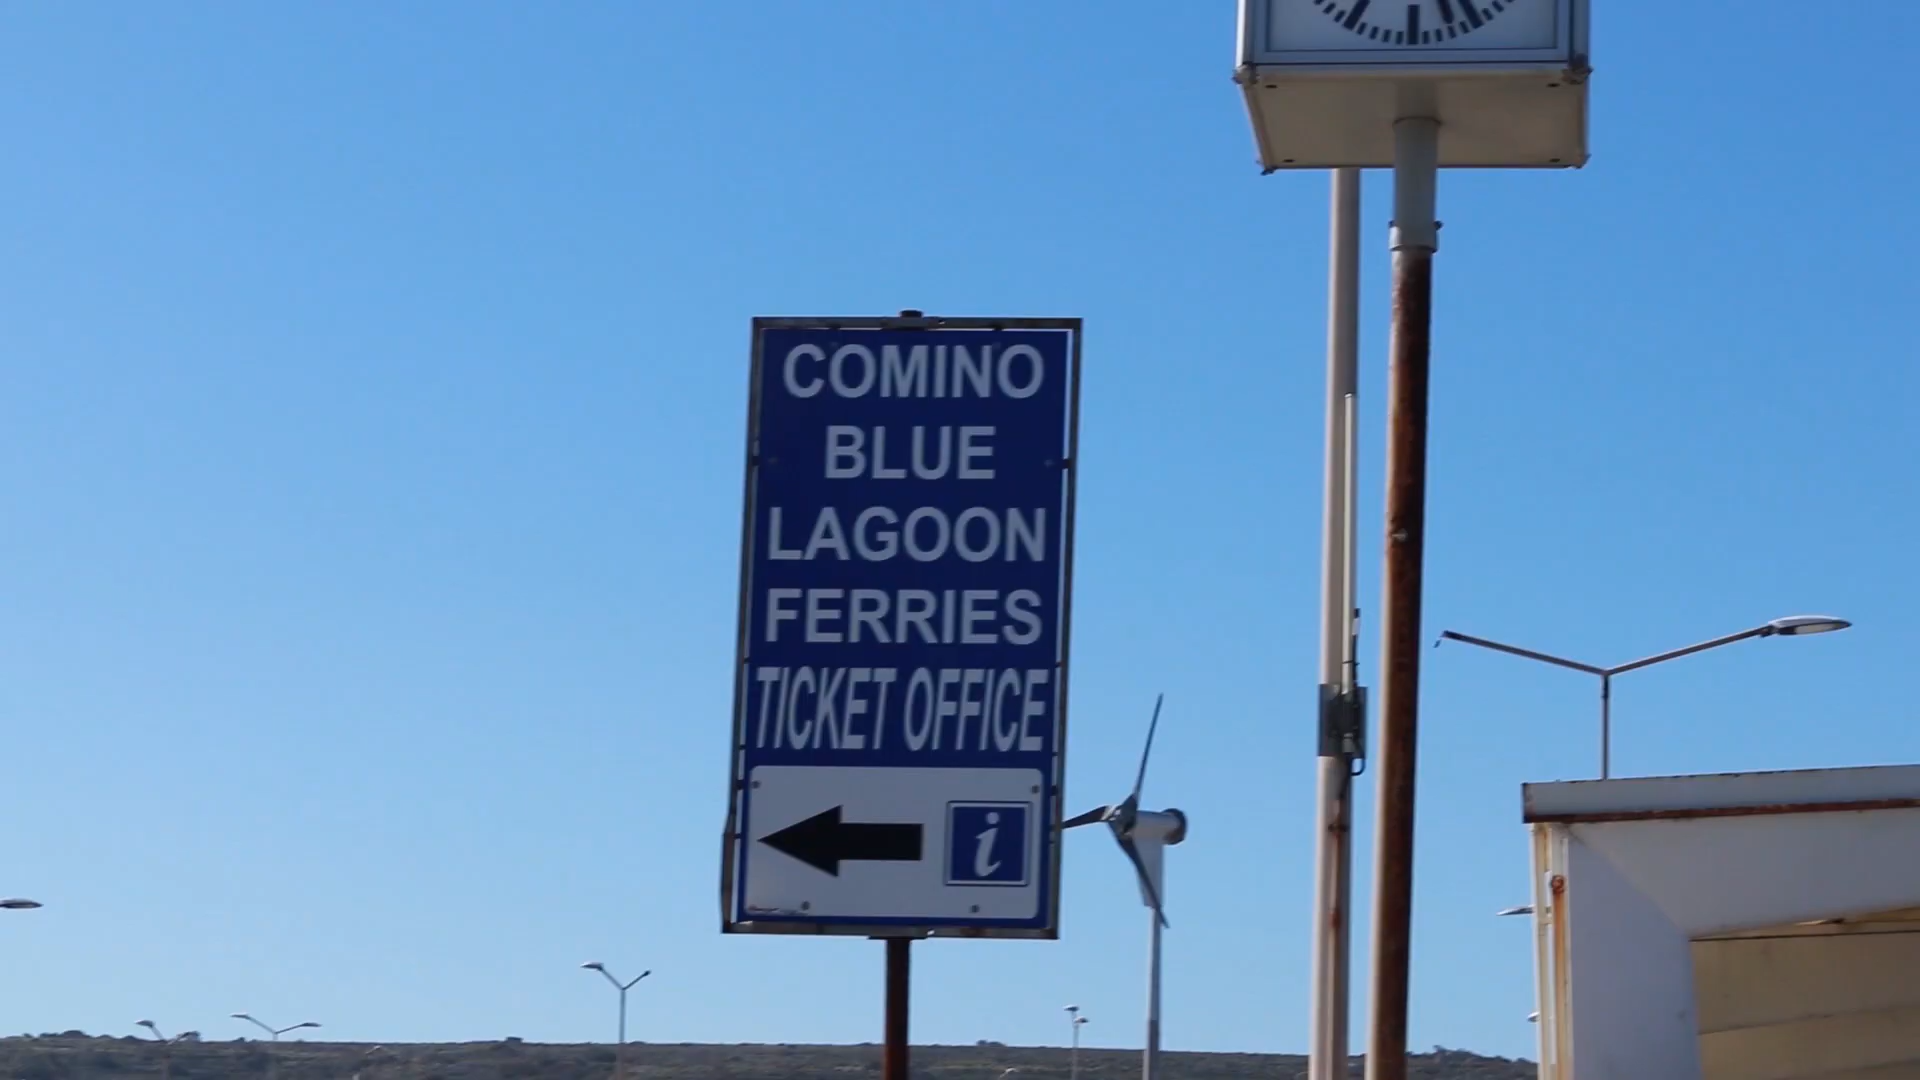 COMINO
BLUE
LAGOON
FERRIES
TICKET OFFICE
i